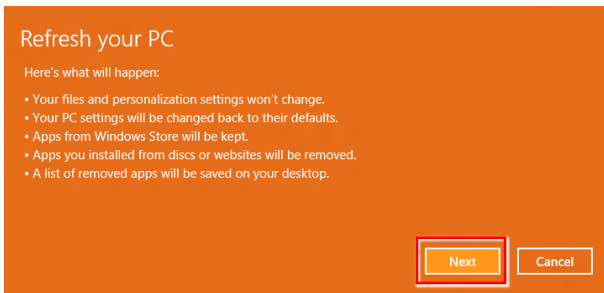 Refresh your PC
Here's what will happen:
• Your files and personalization settings won't change.
• Your PC settings will be changed back to their defaults.
• Apps from Windows Store will be kept.
• Apps you installed from discs or websites will be removed.
• A list of removed apps will be saved on your desktop.
Next Cancel